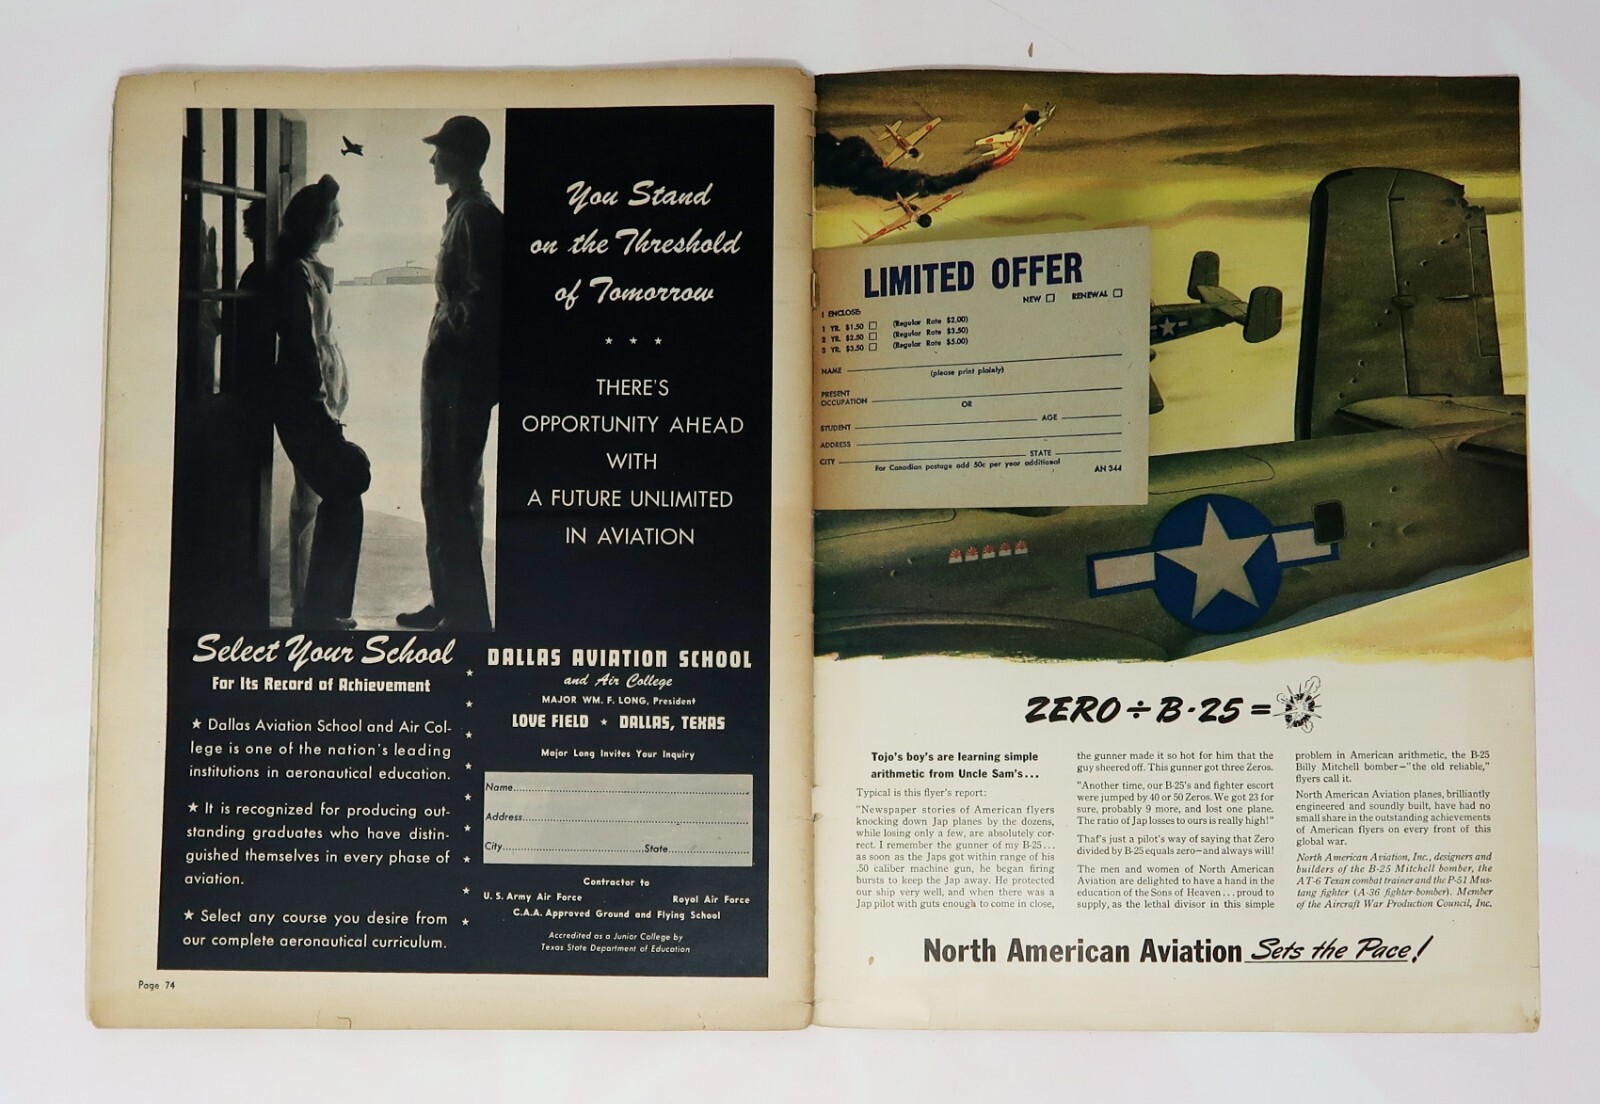 You Stand
on the Threshold
of Tomorrow
★ ★ ★
THERE'S
OPPORTUNITY AHEAD
WITH
A FUTURE UNLIMITED
IN AVIATION
Select Your School
For Its Record of Achievement
★ Dallas Aviation School and Air Col-
lege is one of the nation's leading
institutions in aeronautical education.
★ It is recognized for producing out-
standing graduates who have distin-
guished themselves in every phase of
aviation.
★ Select any course you desire from
our complete aeronautical curriculum.
DALLAS AVIATION SCHOOL
and Air College
MAJOR WM. F. LONG, President
LOVE FIELD ★ DALLAS, TEXAS
Major Long Invites Your Inquiry
Name
Address
City State
Contractor to
U. S. Army Air Force Royal Air Force
C.A.A. Approved Ground and Flying School
Accredited as a Junior College by
Texas State Department of Education
Page 74
LIMITED OFFER
NEW □ RENEWAL □
I ENCLOSE:
1 YR. $1.50 □ (Regular Rate $2.00)
2 YR. $2.50 □ (Regular Rate $3.50)
3 YR. $3.50 □ (Regular Rate $5.00)
NAME
(please print plainly)
PRESENT
OCCUPATION
OR
STUDENT AGE
ADDRESS
CITY STATE
For Canadian postage add 50c per year additional
AN 344
ZERO ÷ B-25 =
Tojo's boy's are learning simple
arithmetic from Uncle Sam's...
Typical is this flyer's report:
"Newspaper stories of American flyers
knocking down Jap planes by the dozens,
while losing only a few, are absolutely cor-
rect. I remember the gunner of my B-25...
as soon as the Japs got within range of his
.50 caliber machine gun, he began firing
bursts to keep the Jap away. He protected
our ship very well, and when there was a
Jap pilot with guts enough to come in close,
the gunner made it so hot for him that the
guy sheered off. This gunner got three Zeros.
"Another time, our B-25's and fighter escort
were jumped by 40 or 50 Zeros. We got 23 for
sure, probably 9 more, and lost one plane.
The ratio of Jap losses to ours is really high!"
That's just a pilot's way of saying that Zero
divided by B-25 equals zero—and always will!
The men and women of North American
Aviation are delighted to have a hand in the
education of the Sons of Heaven...proud to
supply, as the lethal divisor in this simple
problem in American arithmetic, the B-25
Billy Mitchell bomber—"the old reliable,"
flyers call it.
North American Aviation planes, brilliantly
engineered and soundly built, have had no
small share in the outstanding achievements
of American flyers on every front of this
global war.
North American Aviation, Inc., designers and
builders of the B-25 Mitchell bomber, the
AT-6 Texan combat trainer and the P-51 Mus-
tang fighter (A-36 fighter-bomber). Member
of the Aircraft War Production Council, Inc.
North American Aviation Sets the Pace!